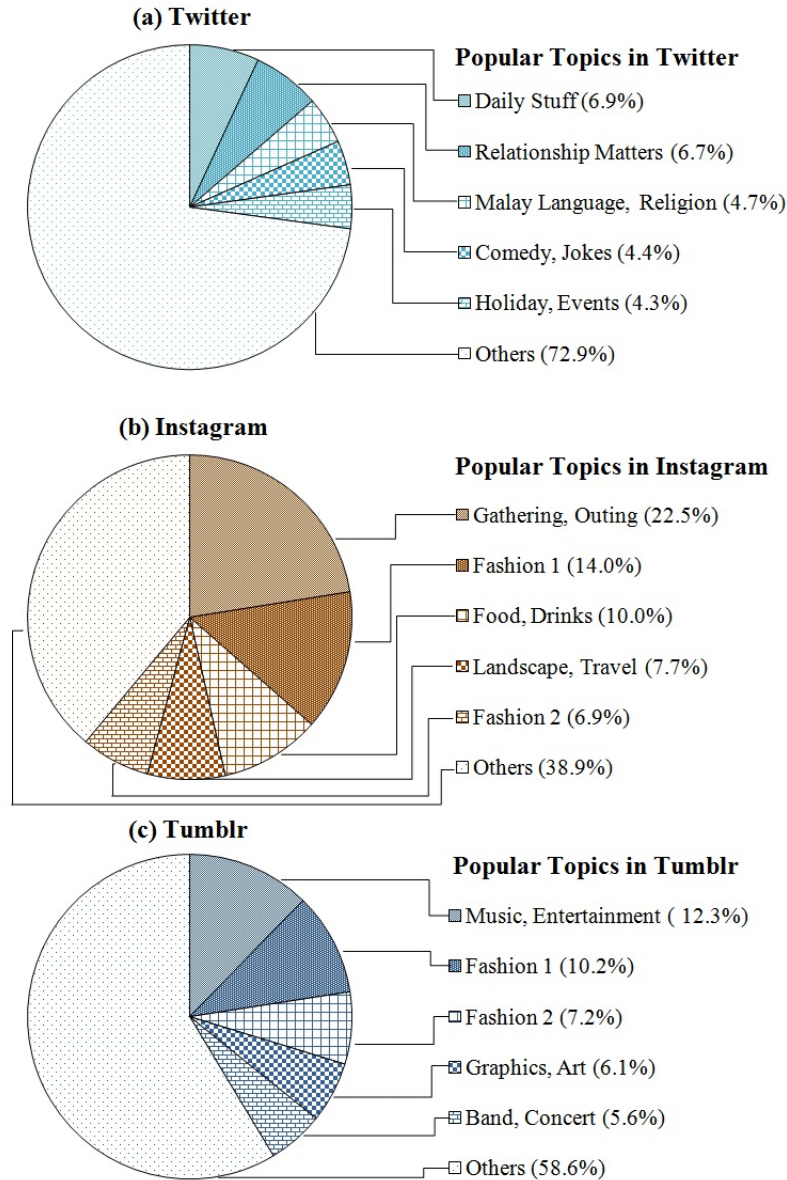 (a) Twitter
Popular Topics in Twitter
Daily Stuff (6.9%)
Relationship Matters (6.7%)
Malay Language, Religion (4.7%)
Comedy, Jokes (4.4%)
Holiday, Events (4.3%)
Others (72.9%)
(b) Instagram
Popular Topics in Instagram
Gathering, Outing (22.5%)
Fashion 1 (14.0%)
Food, Drinks (10.0%)
Landscape, Travel (7.7%)
Fashion 2 (6.9%)
Others (38.9%)
(c) Tumblr
Popular Topics in Tumblr
Music, Entertainment ( 12.3%)
Fashion 1 (10.2%)
Fashion 2 (7.2%)
Graphics, Art (6.1%)
Band, Concert (5.6%)
Others (58.6%)